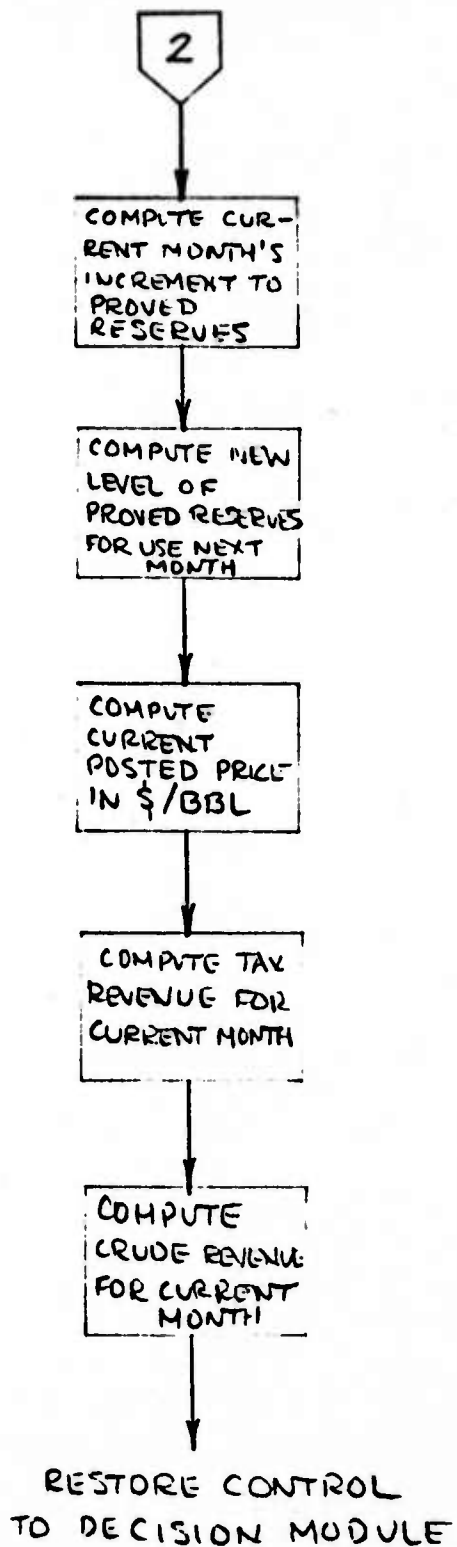 2
COMPUTE CUR-
RENT MONTH'S
INCREMENT TO
PROVED
RESERVES
COMPUTE NEW
LEVEL OF
PROVED RESERVES
FOR USE NEXT
MONTH
COMPUTE
CURRENT
POSTED PRICE
IN $/BBL
COMPUTE TAX
REVENUE FOR
CURRENT MONTH
COMPUTE
CRUDE REVENUE
FOR CURRENT
MONTH
RESTORE CONTROL
TO DECISION MODULE